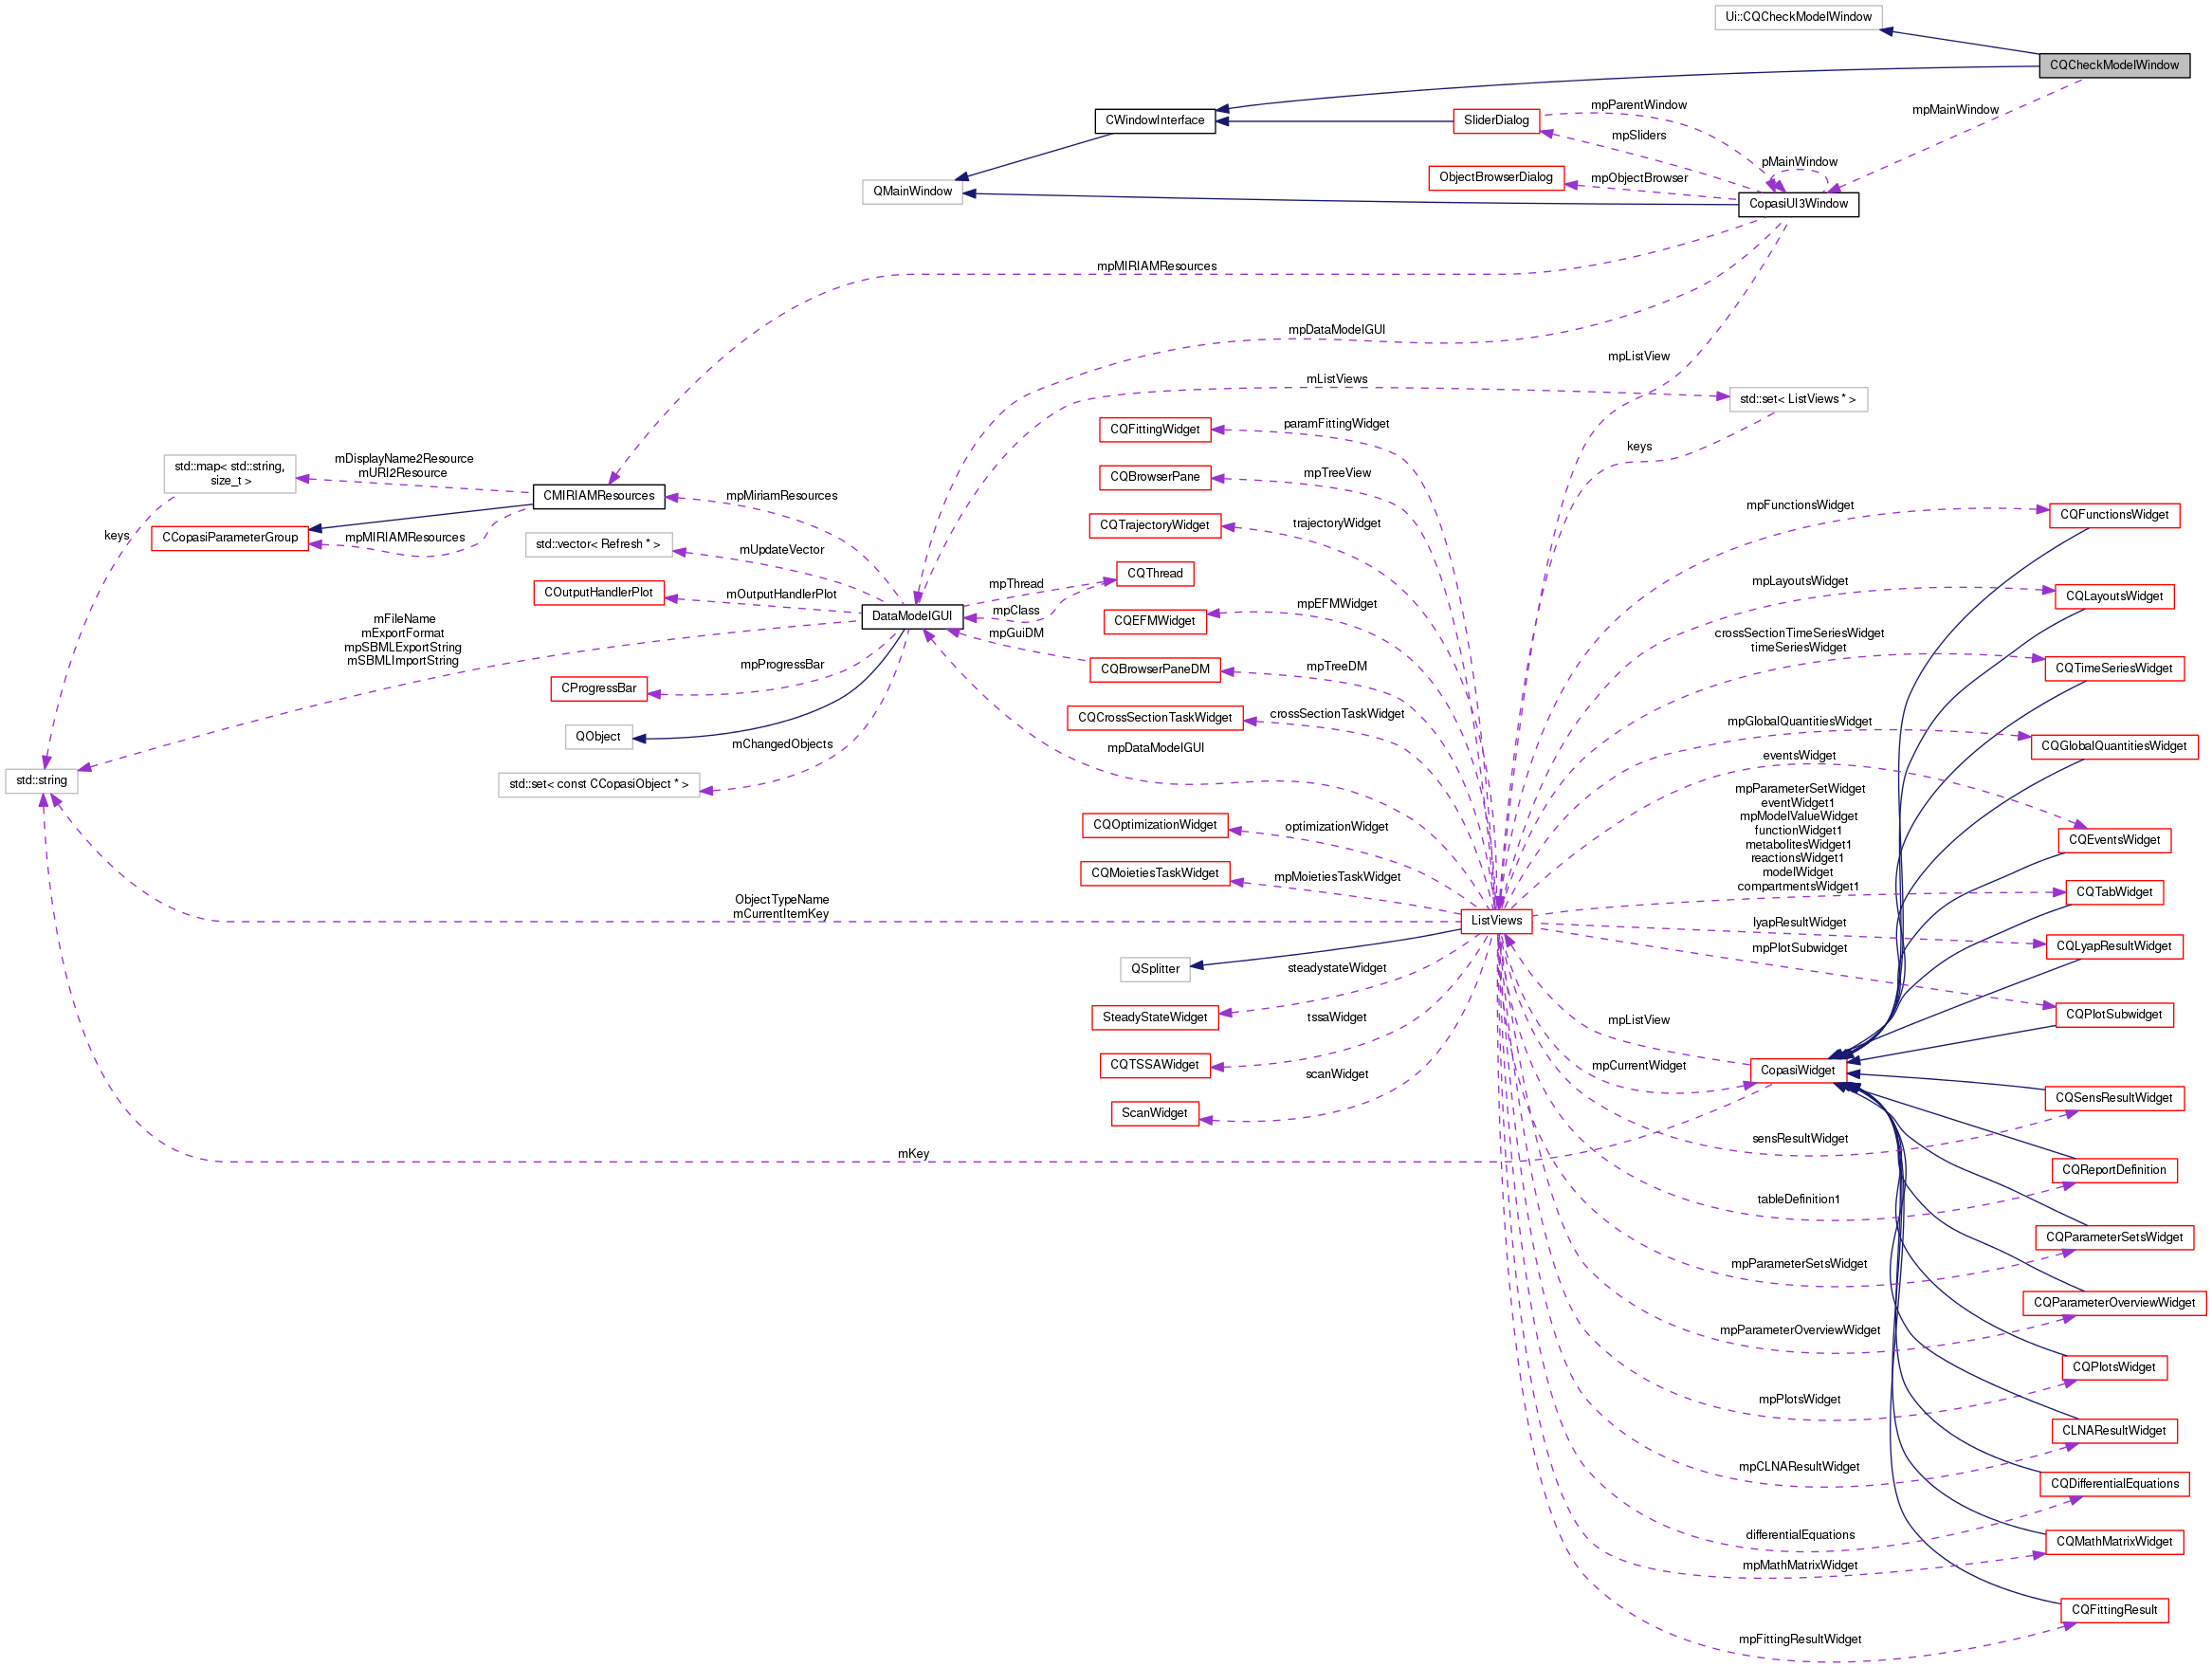 Ui::CQCheckModelWindow
CQCheckModelWindow
mpParentWindow
mpMainWindow
CWindowInterface
SliderDialog
mpSliders
pMainWindow
ObjectBrowserDialog
mpObjectBrowser
QMainWindow
CopasiUI3Window
mpMIRIAMResources
mpDataModelGUI
mpListView
mListViews
std::set< ListViews * >
CQFittingWidget
paramFittingWidget
keys
std::map< std::string,
size_t >
mDisplayName2Resource
mURI2Resource
CMIRIAMResources
mpMiriamResources
CQBrowserPane
mpTreeView
mpFunctionsWidget
CQFunctionsWidget
keys
CCopasiParameterGroup
mpMIRIAMResources
std::vector< Refresh * >
mUpdateVector
CQTrajectoryWidget
trajectoryWidget
COutputHandlerPlot
mOutputHandlerPlot
mpThread
CQThread
mpLayoutsWidget
CQLayoutsWidget
mFileName
mExportFormat
mpSBMLExportString
mSBMLImportString
DataModelGUI
mpClass
mpGuiDM
CQEFMWidget
mpEFMWidget
crossSectionTimeSeriesWidget
timeSeriesWidget
CQTimeSeriesWidget
CProgressBar
mpProgressBar
CQBrowserPaneDM
mpTreeDM
QObject
mChangedObjects
CQCrossSectionTaskWidget
crossSectionTaskWidget
mpDataModelGUI
mpGlobalQuantitiesWidget
CQGlobalQuantitiesWidget
eventsWidget
std::string
std::set< const CCopasiObject * >
mpParameterSetWidget
eventWidget1
mpModelValueWidget
functionWidget1
metabolitesWidget1
reactionsWidget1
modelWidget
compartmentsWidget1
CQOptimizationWidget
optimizationWidget
CQEventsWidget
CQMoietiesTaskWidget
mpMoietiesTaskWidget
CQTabWidget
ObjectTypeName
mCurrentItemKey
ListViews
lyapResultWidget
CQLyapResultWidget
mpPlotSubwidget
QSplitter
steadystateWidget
SteadyStateWidget
tssaWidget
mpListView
CQPlotSubwidget
CQTSSAWidget
scanWidget
mpCurrentWidget
CopasiWidget
ScanWidget
CQSensResultWidget
sensResultWidget
mKey
CQReportDefinition
tableDefinition1
CQParameterSetsWidget
mpParameterSetsWidget
CQParameterOverviewWidget
mpParameterOverviewWidget
CQPlotsWidget
mpPlotsWidget
CLNAResultWidget
mpCLNAResultWidget
CQDifferentialEquations
differentialEquations
CQMathMatrixWidget
mpMathMatrixWidget
CQFittingResult
mpFittingResultWidget